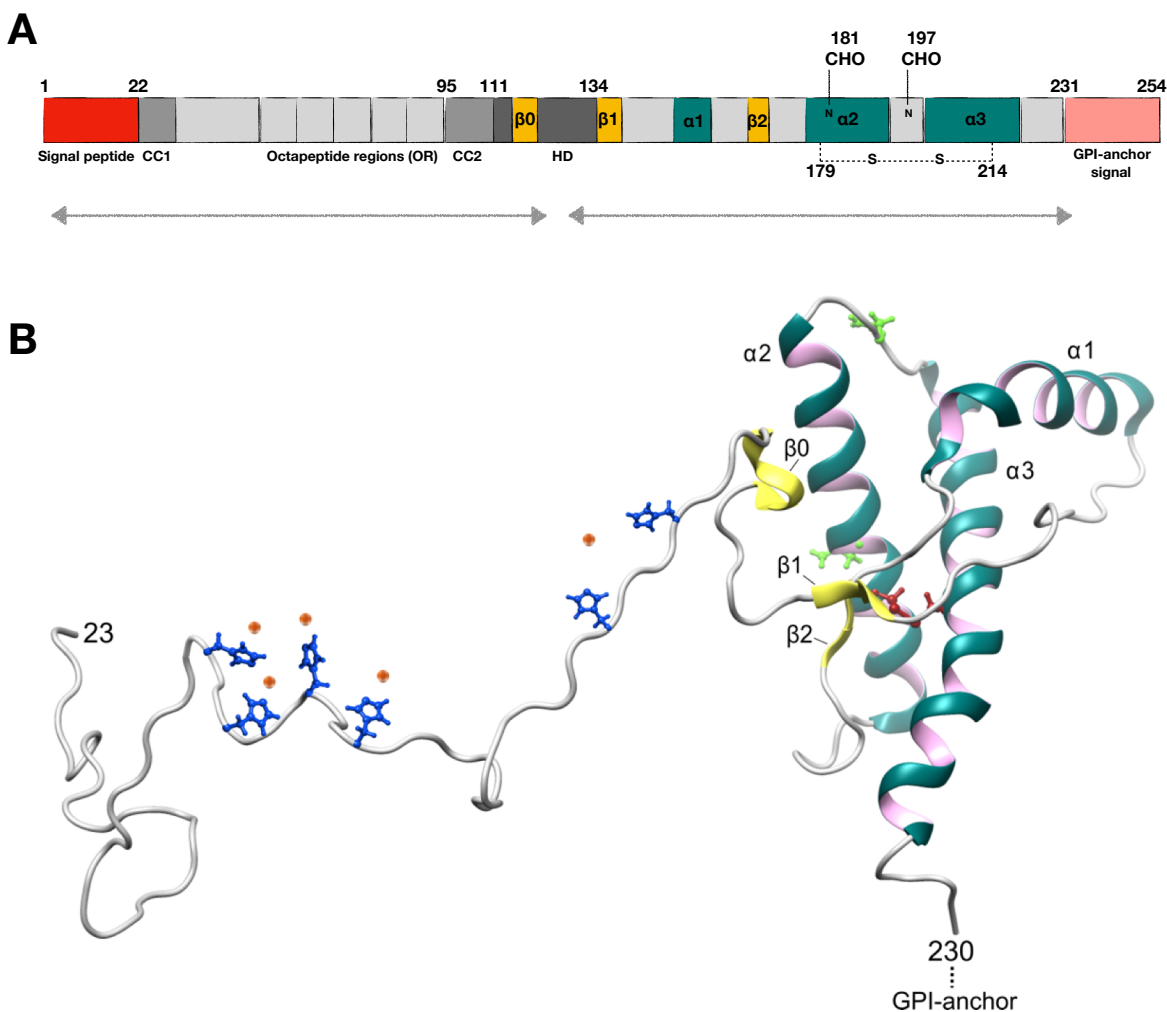 A
181 197
CHO CHO
1 22 95 111 134 231 254
β0 β1 α1 β2 N α2 N α3
Signal peptide CC1 Octapeptide regions (OR) CC2 HD GPI-anchor
signal
S S
179 214
B
α2 α1
β0
α3
β1
23
β2
230
GPI-anchor